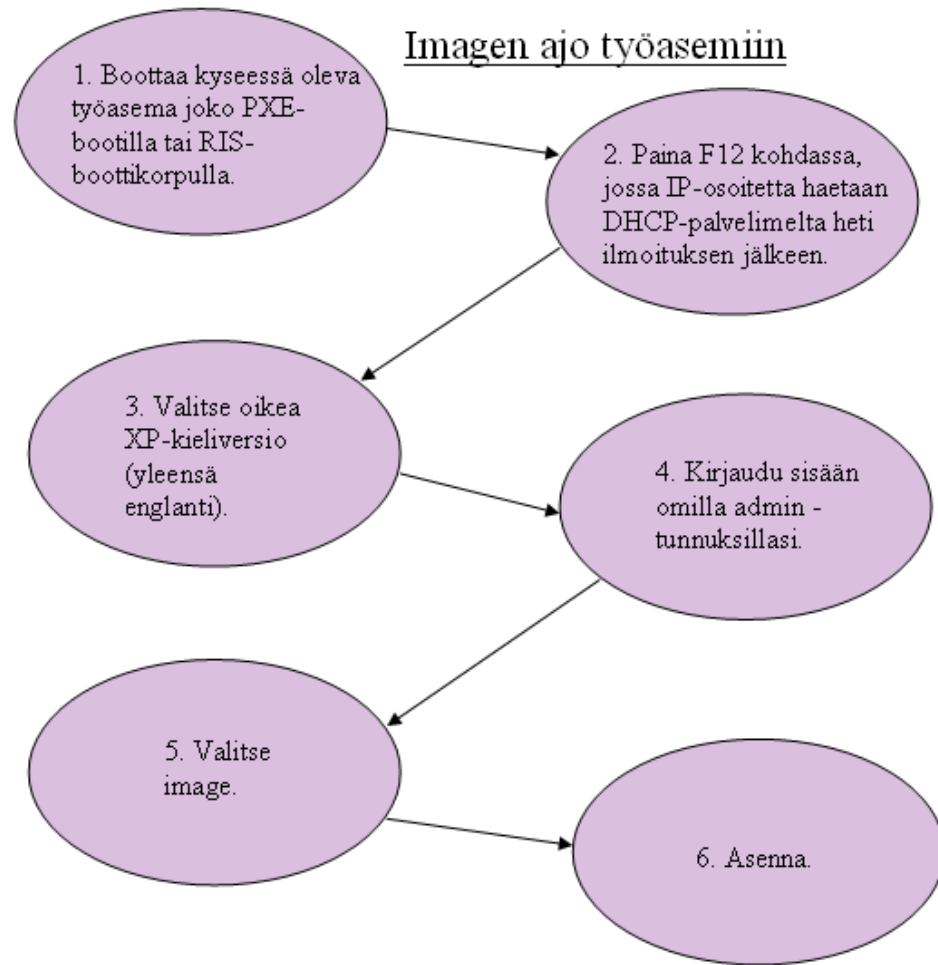 Imagen ajo työasemiin
1. Boottaa kyseessä oleva
työasema joko PXE-
bootilla tai RIS-
boottikorpulla.
2. Paina F12 kohdassa,
jossa IP-osoitetta haetaan
DHCP-palvelimelta heti
ilmoituksen jälkeen.
3. Valitse oikea
XP-kieliversio
(yleensä
englanti).
4. Kirjaudu sisään
omilla admin -
tunnuksillasi.
5. Valitse
image.
6. Asenna.